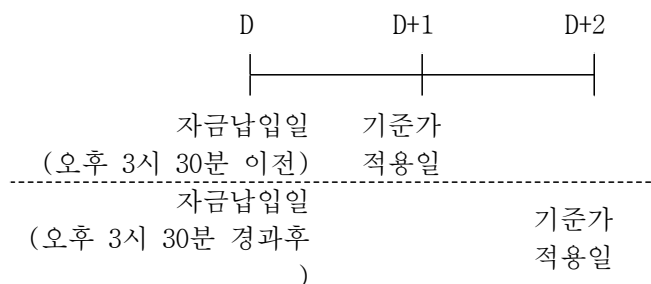 D D+1 D+2
자금납입일 기준가
(오후 3시 30분 이전) 적용일
자금납입일
(오후 3시 30분 경과후
)
기준가
적용일